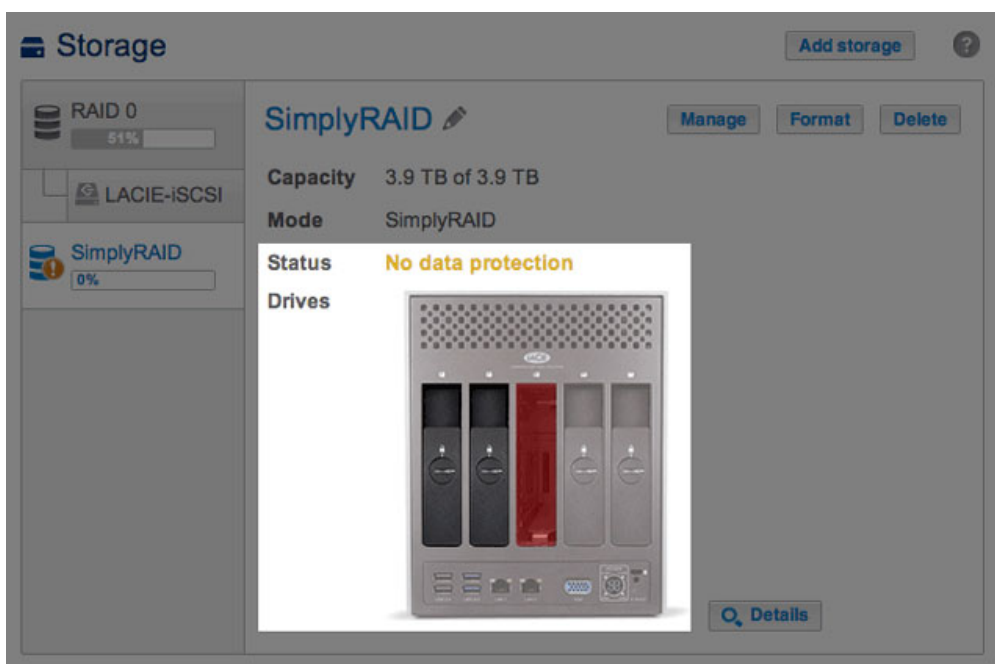 Storage
Add storage
?
RAID 0
51%
LACIE-iSCSI
SimplyRAID
0%
SimplyRAID
Manage
Format
Delete
Capacity 3.9 TB of 3.9 TB
Mode SimplyRAID
Status No data protection
Drives
LACIE
Details